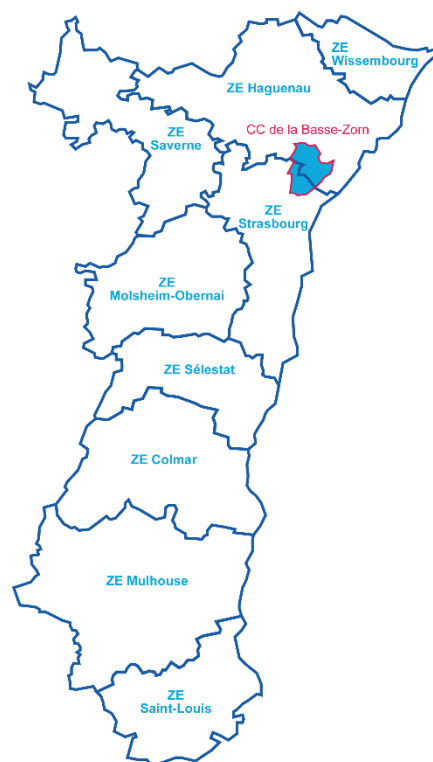 ZE
Wissembourg
ZE Haguenau
CC de la Basse-Zorn
ZE
Saverne
ZE
Strasbourg
ZE
Molsheim-Obernai
ZE Sélestat
ZE Colmar
ZE Mulhouse
ZE
Saint-Louis